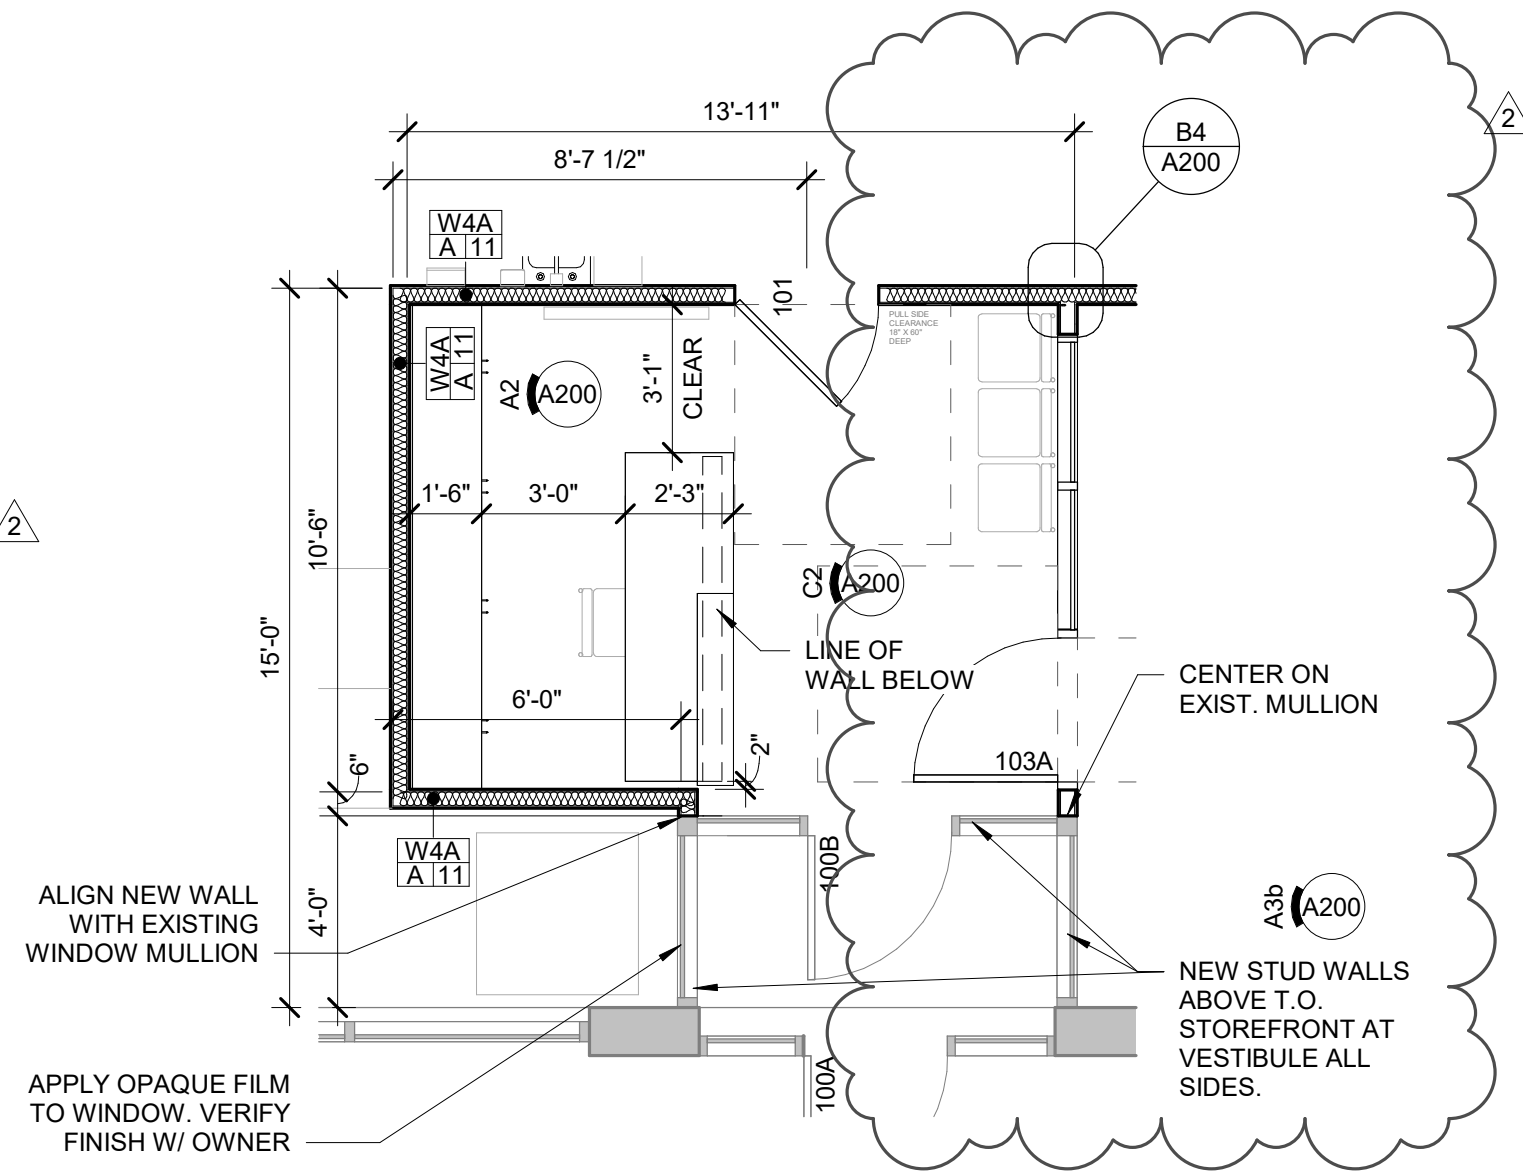 13'-11"
8'-7 1/2"
B4
A200
2
W4A
A 11
101
PULL SIDE
CLEARANCE
18" X 60"
DEEP
W4A
A 11
A2
A200
3'-1"
CLEAR
1'-6"
3'-0"
2'-3"
2
10'-6"
15'-0"
C2
A200
LINE OF
WALL BELOW
CENTER ON
EXIST. MULLION
6'-0"
6"
2"
103A
W4A
A 11
100B
ALIGN NEW WALL
WITH EXISTING
WINDOW MULLION
4'-0"
A3b
A200
NEW STUD WALLS
ABOVE T.O.
STOREFRONT AT
VESTIBULE ALL
SIDES.
APPLY OPAQUE FILM
TO WINDOW. VERIFY
FINISH W/ OWNER
100A